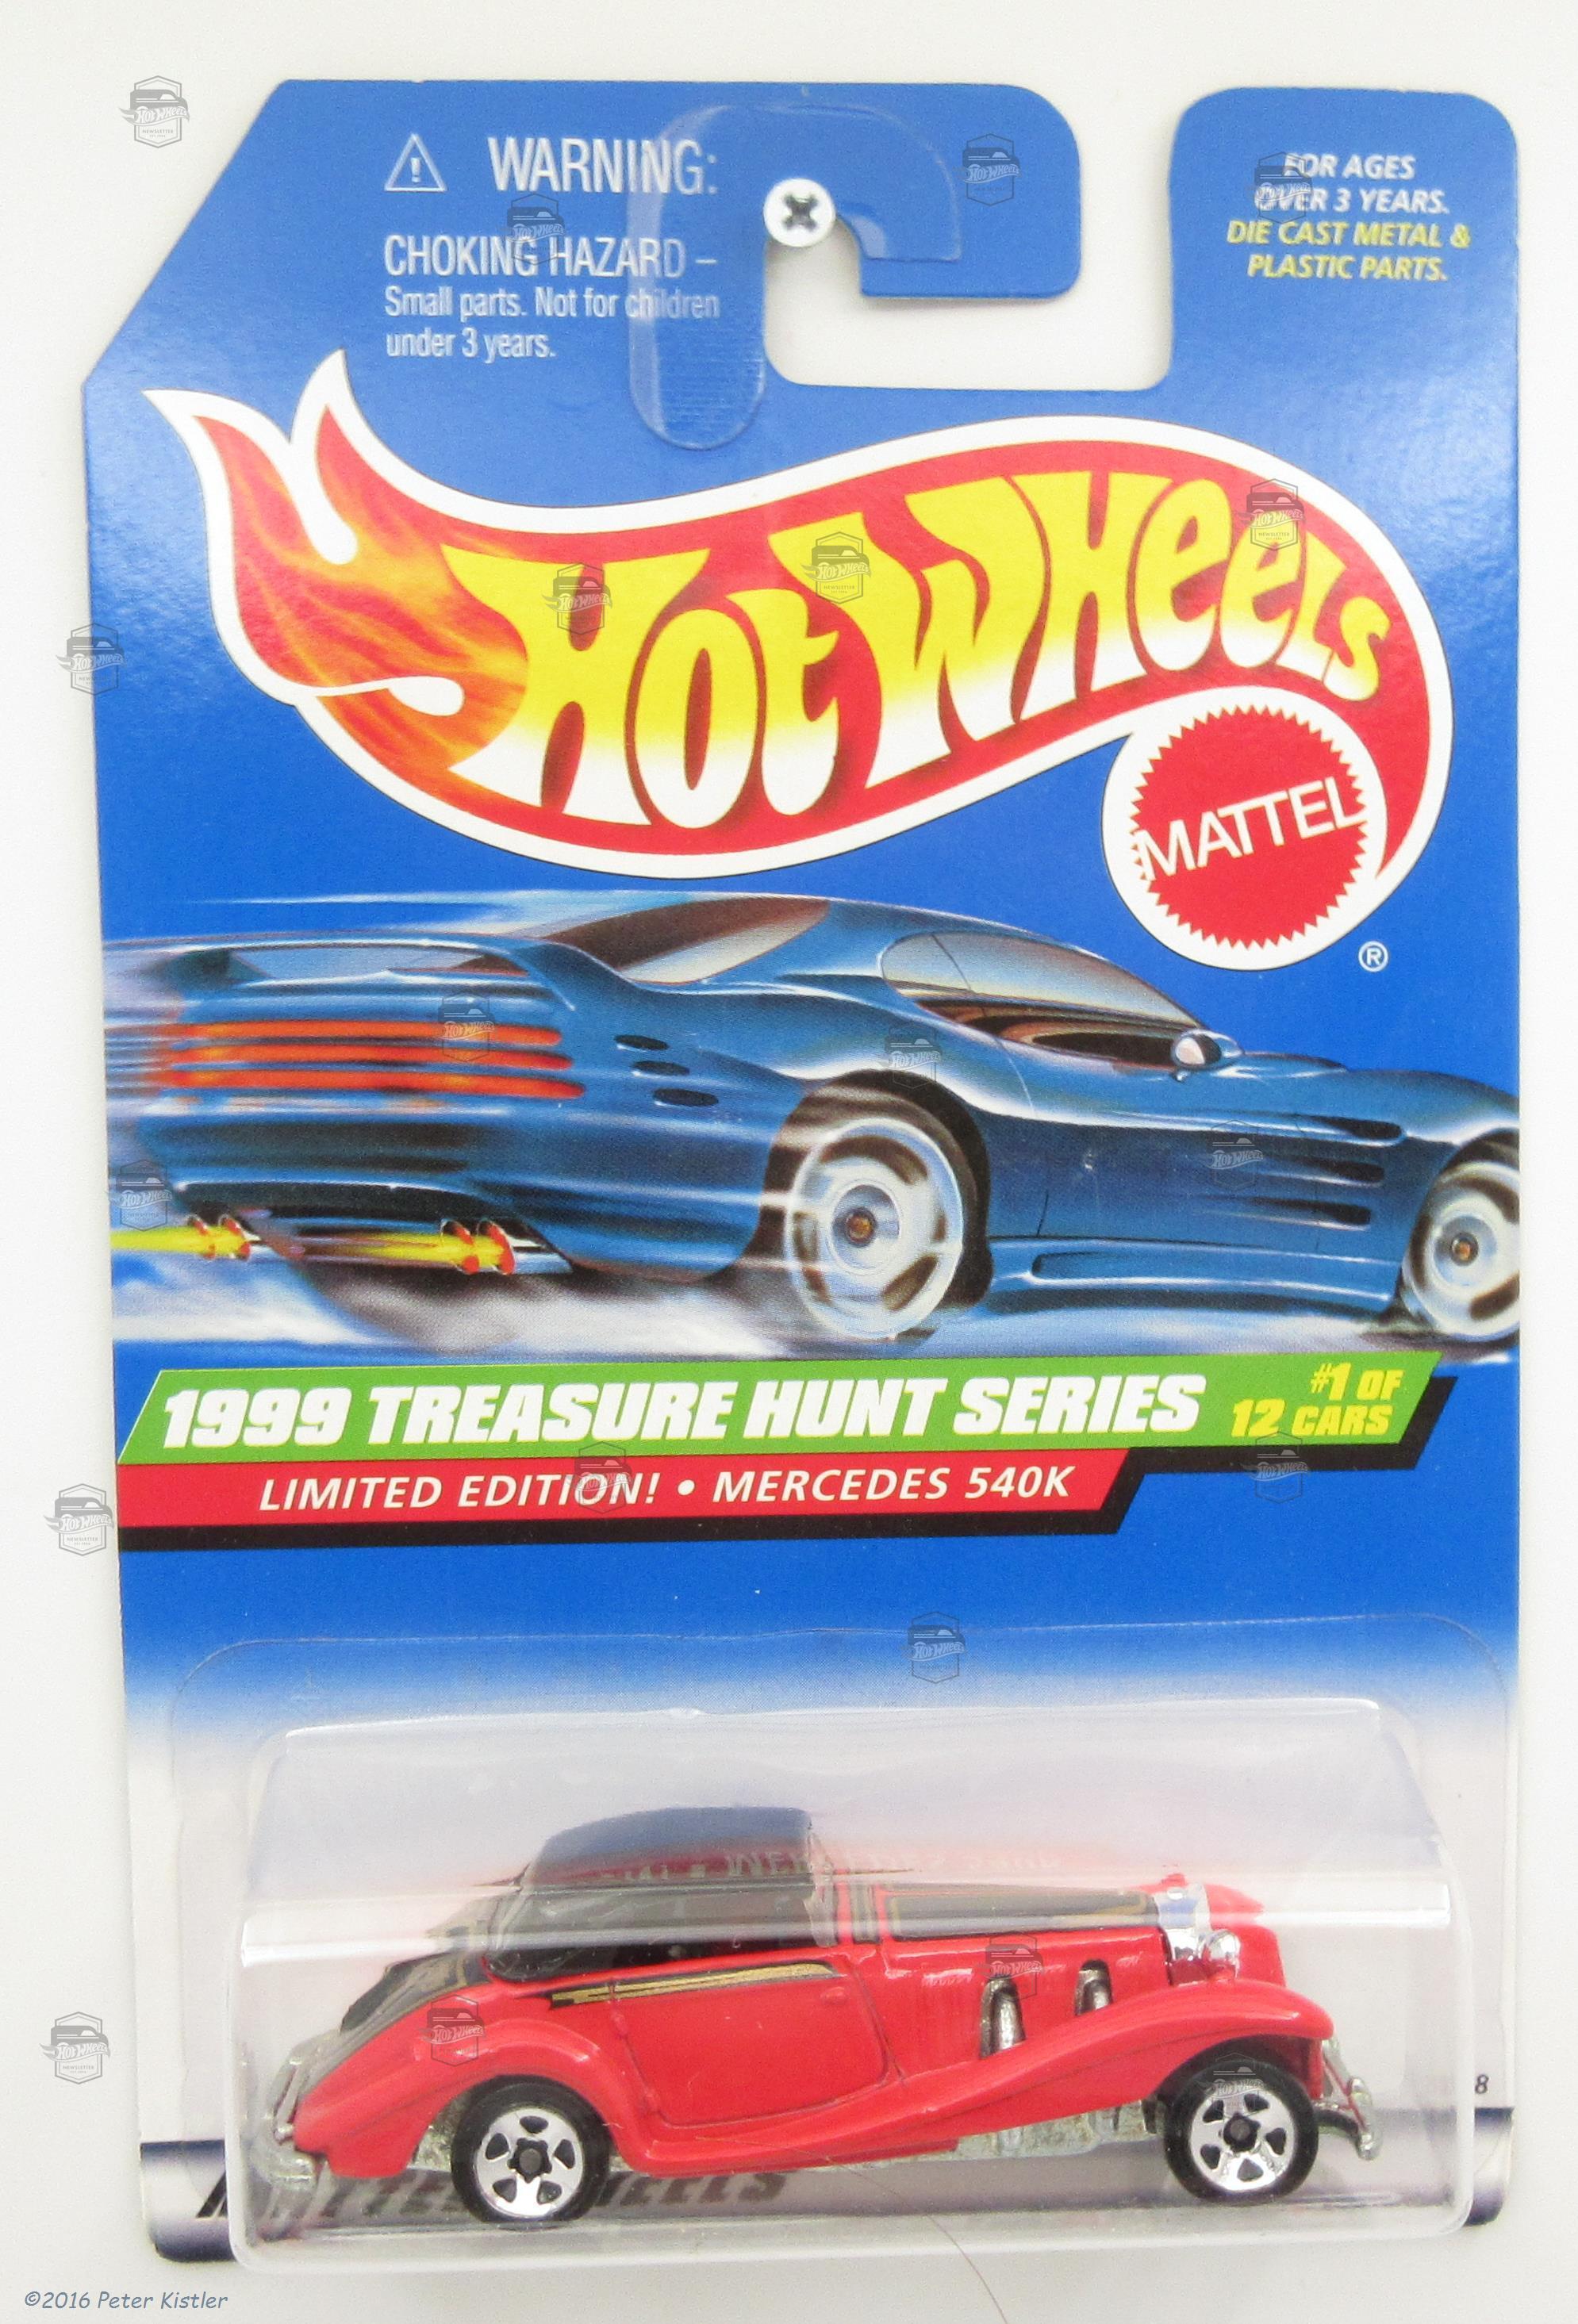 WARNING:
CHOKING HAZARD –
Small parts. Not for children
under 3 years.
FOR AGES
OVER 3 YEARS.
DIE CAST METAL &
PLASTIC PARTS.
Hot Wheels
MATTEL
®
1999 TREASURE HUNT SERIES
#1 OF
12 CARS
LIMITED EDITION! • MERCEDES 540K
8
©2016 Peter Kistler